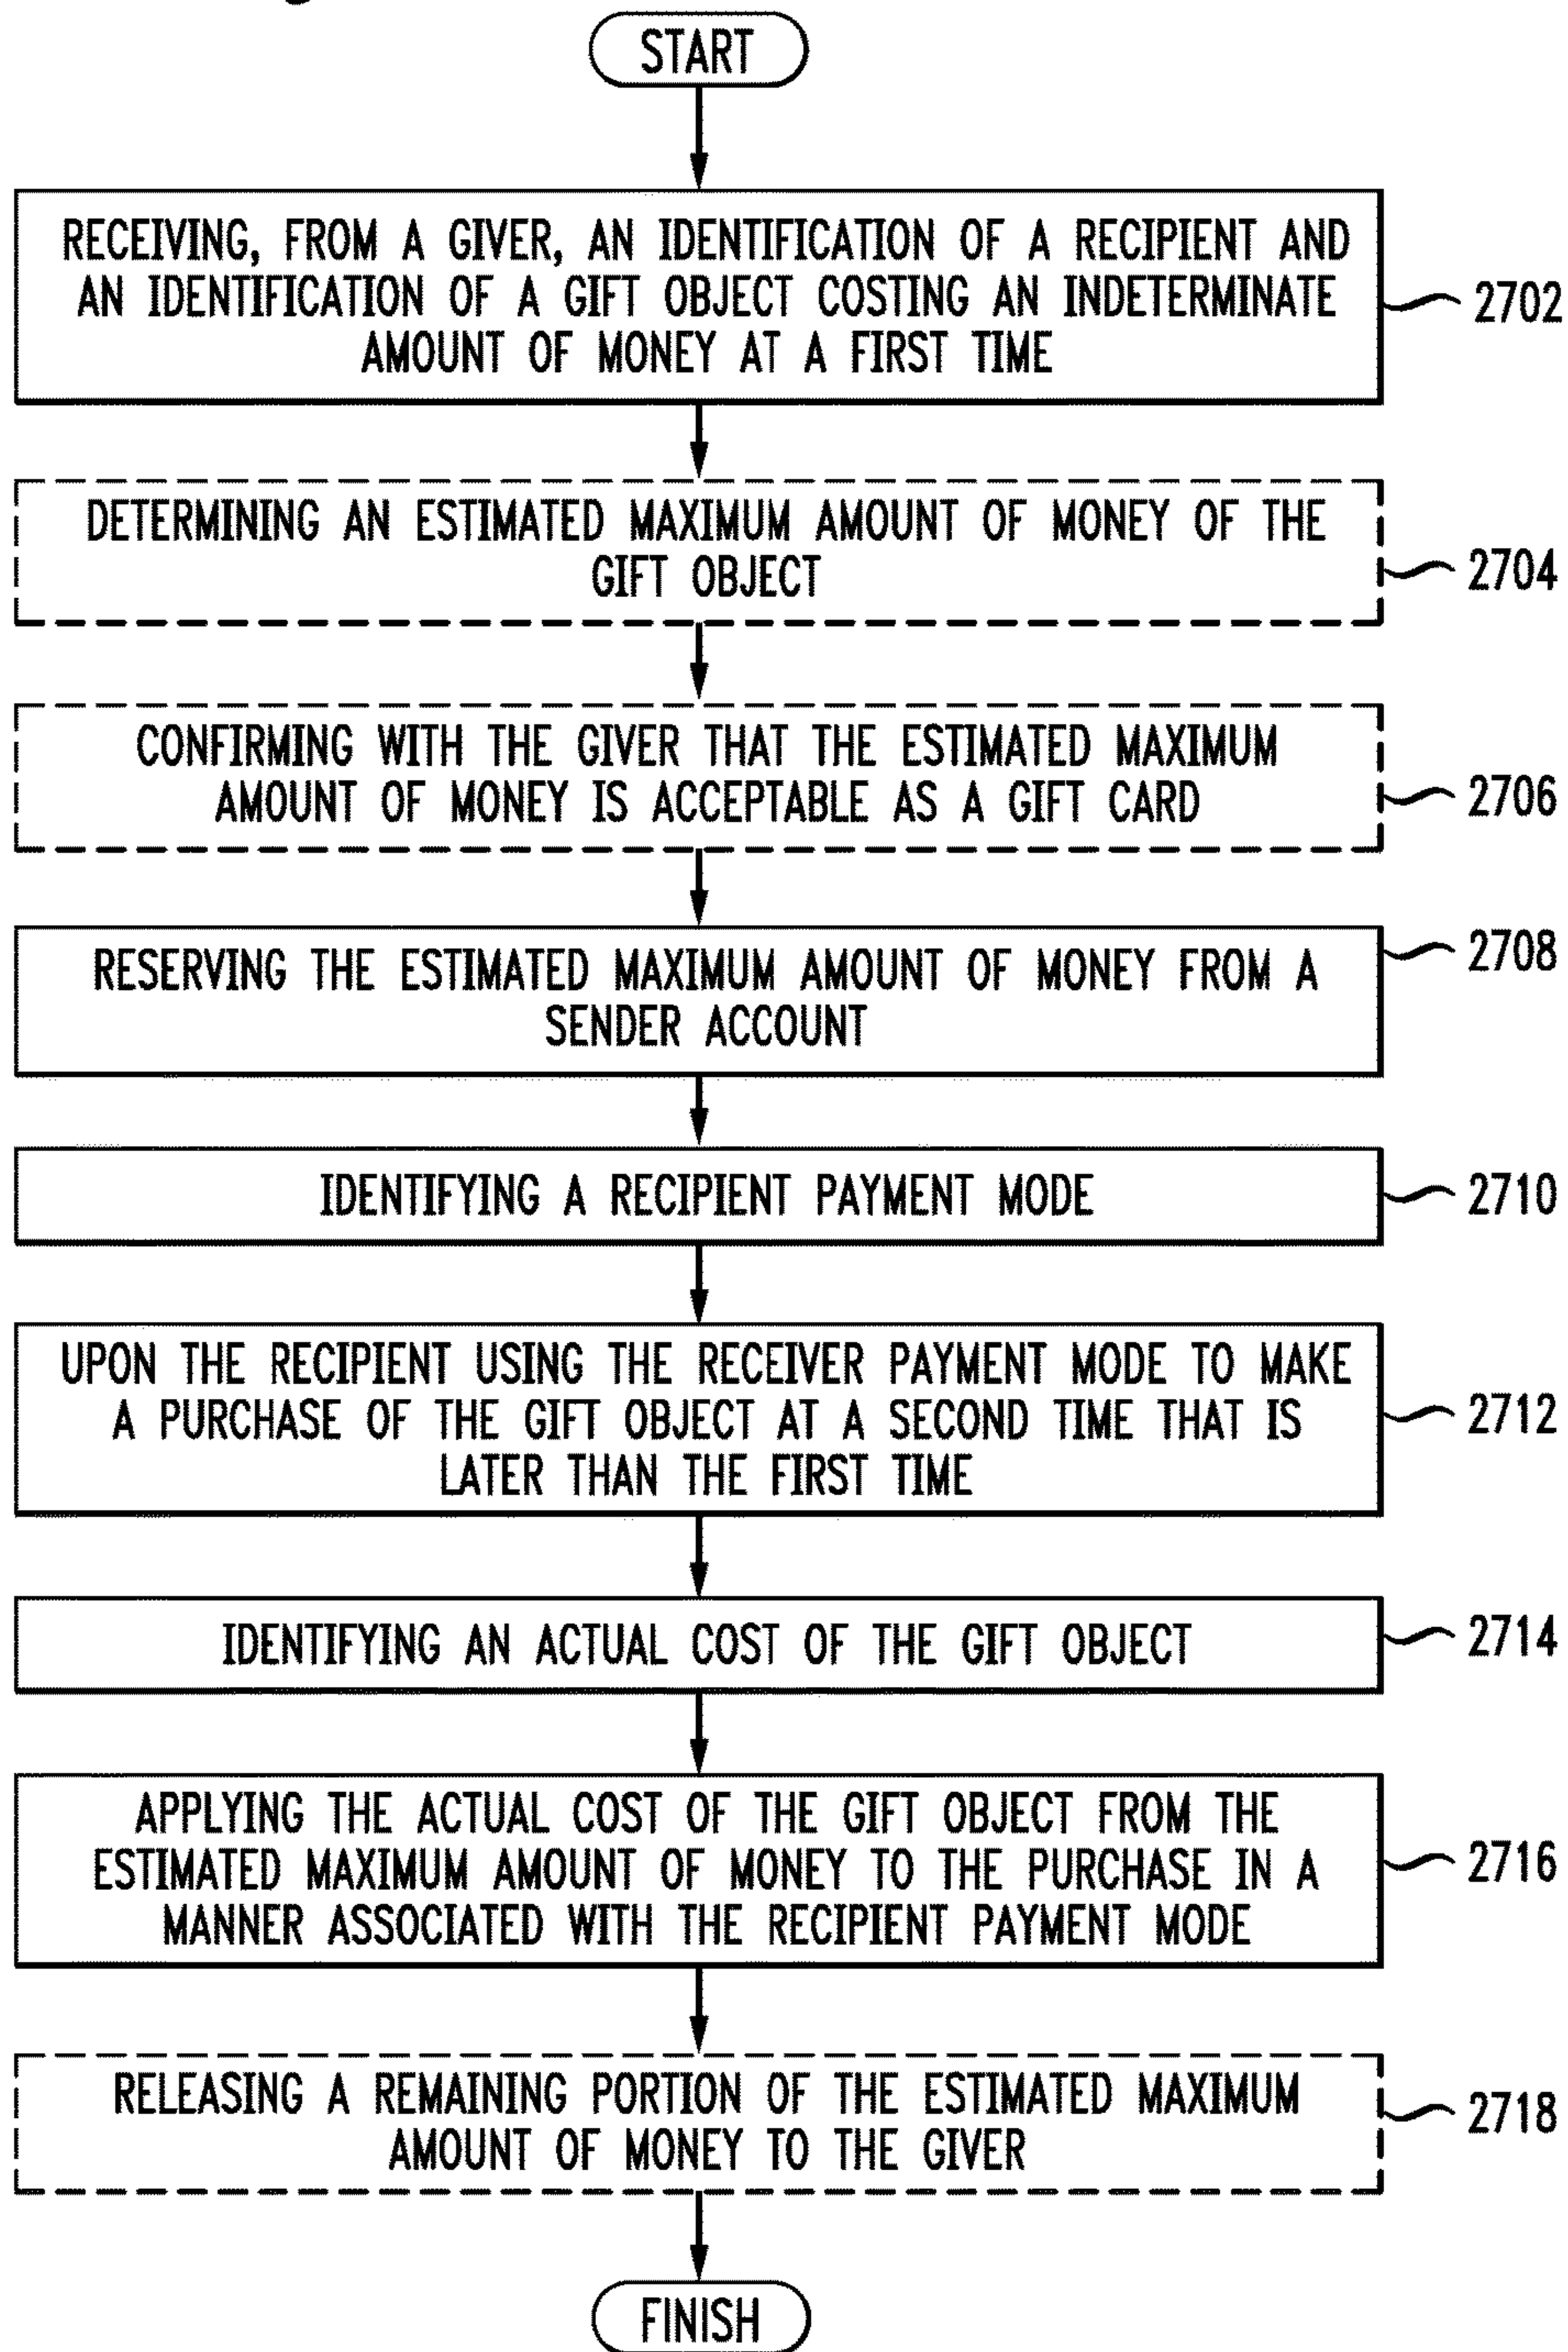 START
RECEIVING, FROM A GIVER, AN IDENTIFICATION OF A RECIPIENT AND
AN IDENTIFICATION OF A GIFT OBJECT COSTING AN INDETERMINATE
AMOUNT OF MONEY AT A FIRST TIME
2702
DETERMINING AN ESTIMATED MAXIMUM AMOUNT OF MONEY OF THE
GIFT OBJECT
2704
CONFIRMING WITH THE GIVER THAT THE ESTIMATED MAXIMUM
AMOUNT OF MONEY IS ACCEPTABLE AS A GIFT CARD
2706
RESERVING THE ESTIMATED MAXIMUM AMOUNT OF MONEY FROM A
SENDER ACCOUNT
2708
IDENTIFYING A RECIPIENT PAYMENT MODE
2710
UPON THE RECIPIENT USING THE RECEIVER PAYMENT MODE TO MAKE
A PURCHASE OF THE GIFT OBJECT AT A SECOND TIME THAT IS
LATER THAN THE FIRST TIME
2712
IDENTIFYING AN ACTUAL COST OF THE GIFT OBJECT
2714
APPLYING THE ACTUAL COST OF THE GIFT OBJECT FROM THE
ESTIMATED MAXIMUM AMOUNT OF MONEY TO THE PURCHASE IN A
MANNER ASSOCIATED WITH THE RECIPIENT PAYMENT MODE
2716
RELEASING A REMAINING PORTION OF THE ESTIMATED MAXIMUM
AMOUNT OF MONEY TO THE GIVER
2718
FINISH